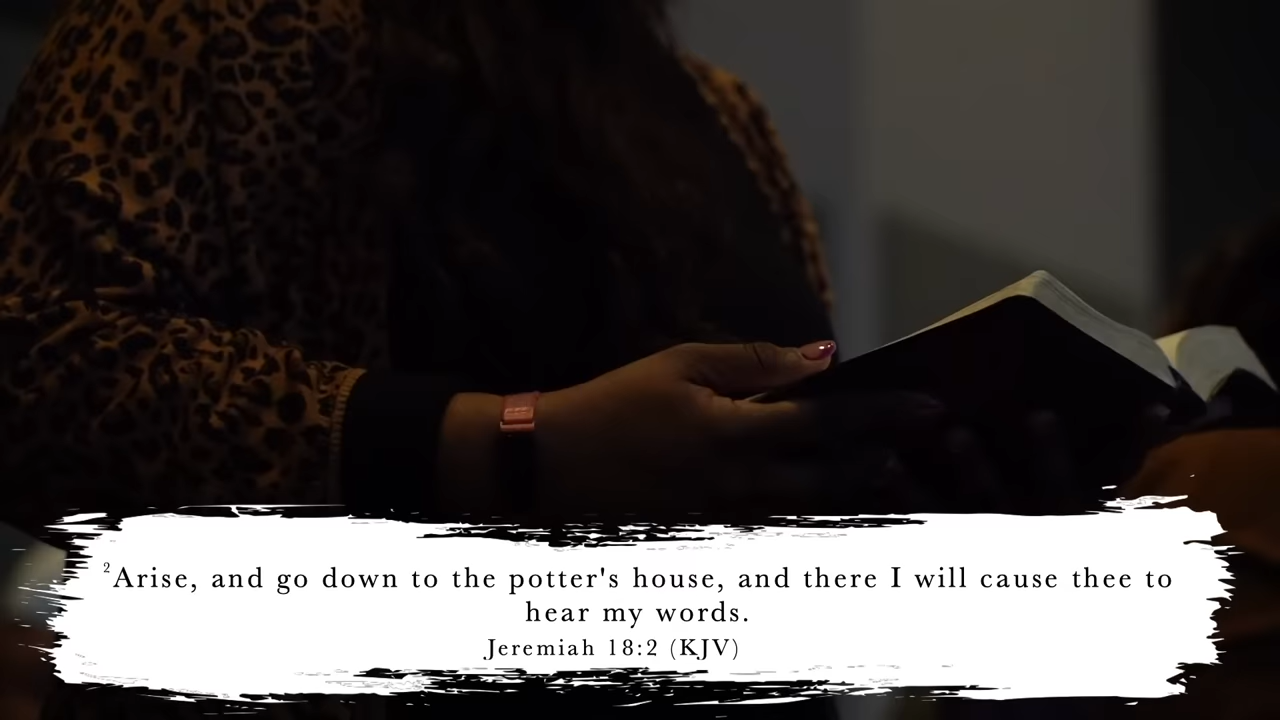 ²Arise, and go down to the potter's house, and there I will cause thee to
hear my words.
Jeremiah 18:2 (KJV)